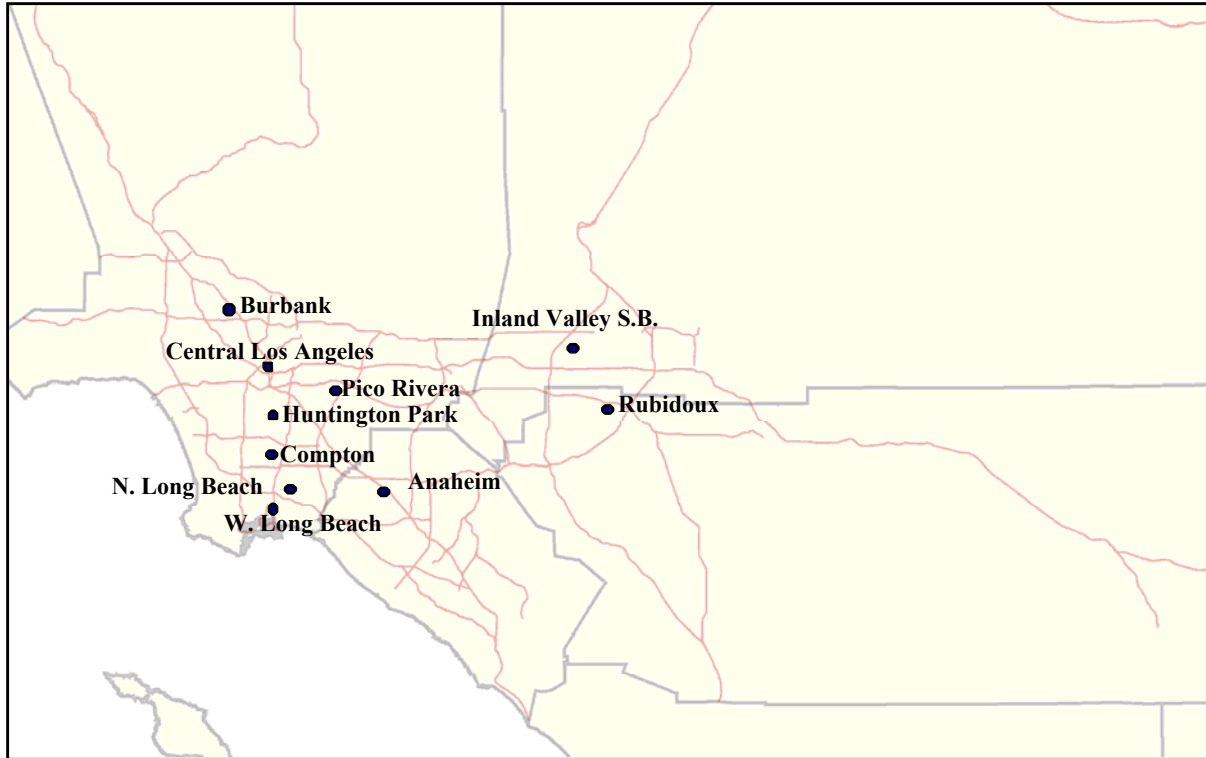 Burbank
Inland Valley S.B.
Central Los Angeles
Pico Rivera
Rubidoux
Huntington Park
Compton
Anaheim
N. Long Beach
W. Long Beach